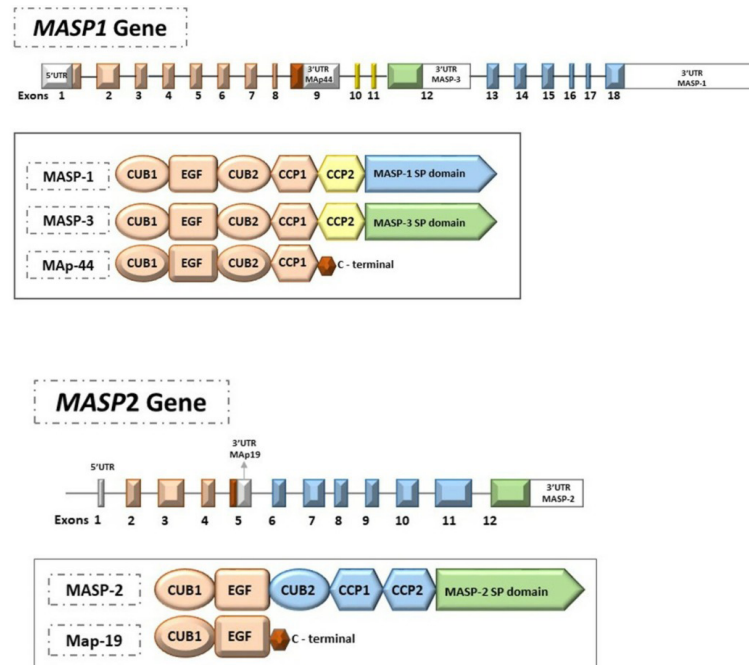 MASP1 Gene
5'UTR
3'UTR
MAp44
3'UTR
MASP-3
3'UTR
MASP-1
Exons 1 2 3 4 5 6 7 8 9 10 11 12 13 14 15 16 17 18
MASP-1 CUB1 EGF CUB2 CCP1 CCP2 MASP-1 SP domain
MASP-3 CUB1 EGF CUB2 CCP1 CCP2 MASP-3 SP domain
MAp-44 CUB1 EGF CUB2 CCP1 C - terminal
MASP2 Gene
3'UTR
MAp19
5'UTR
3'UTR
MASP-2
Exons 1 2 3 4 5 6 7 8 9 10 11 12
MASP-2 CUB1 EGF CUB2 CCP1 CCP2 MASP-2 SP domain
Map-19 CUB1 EGF C - terminal